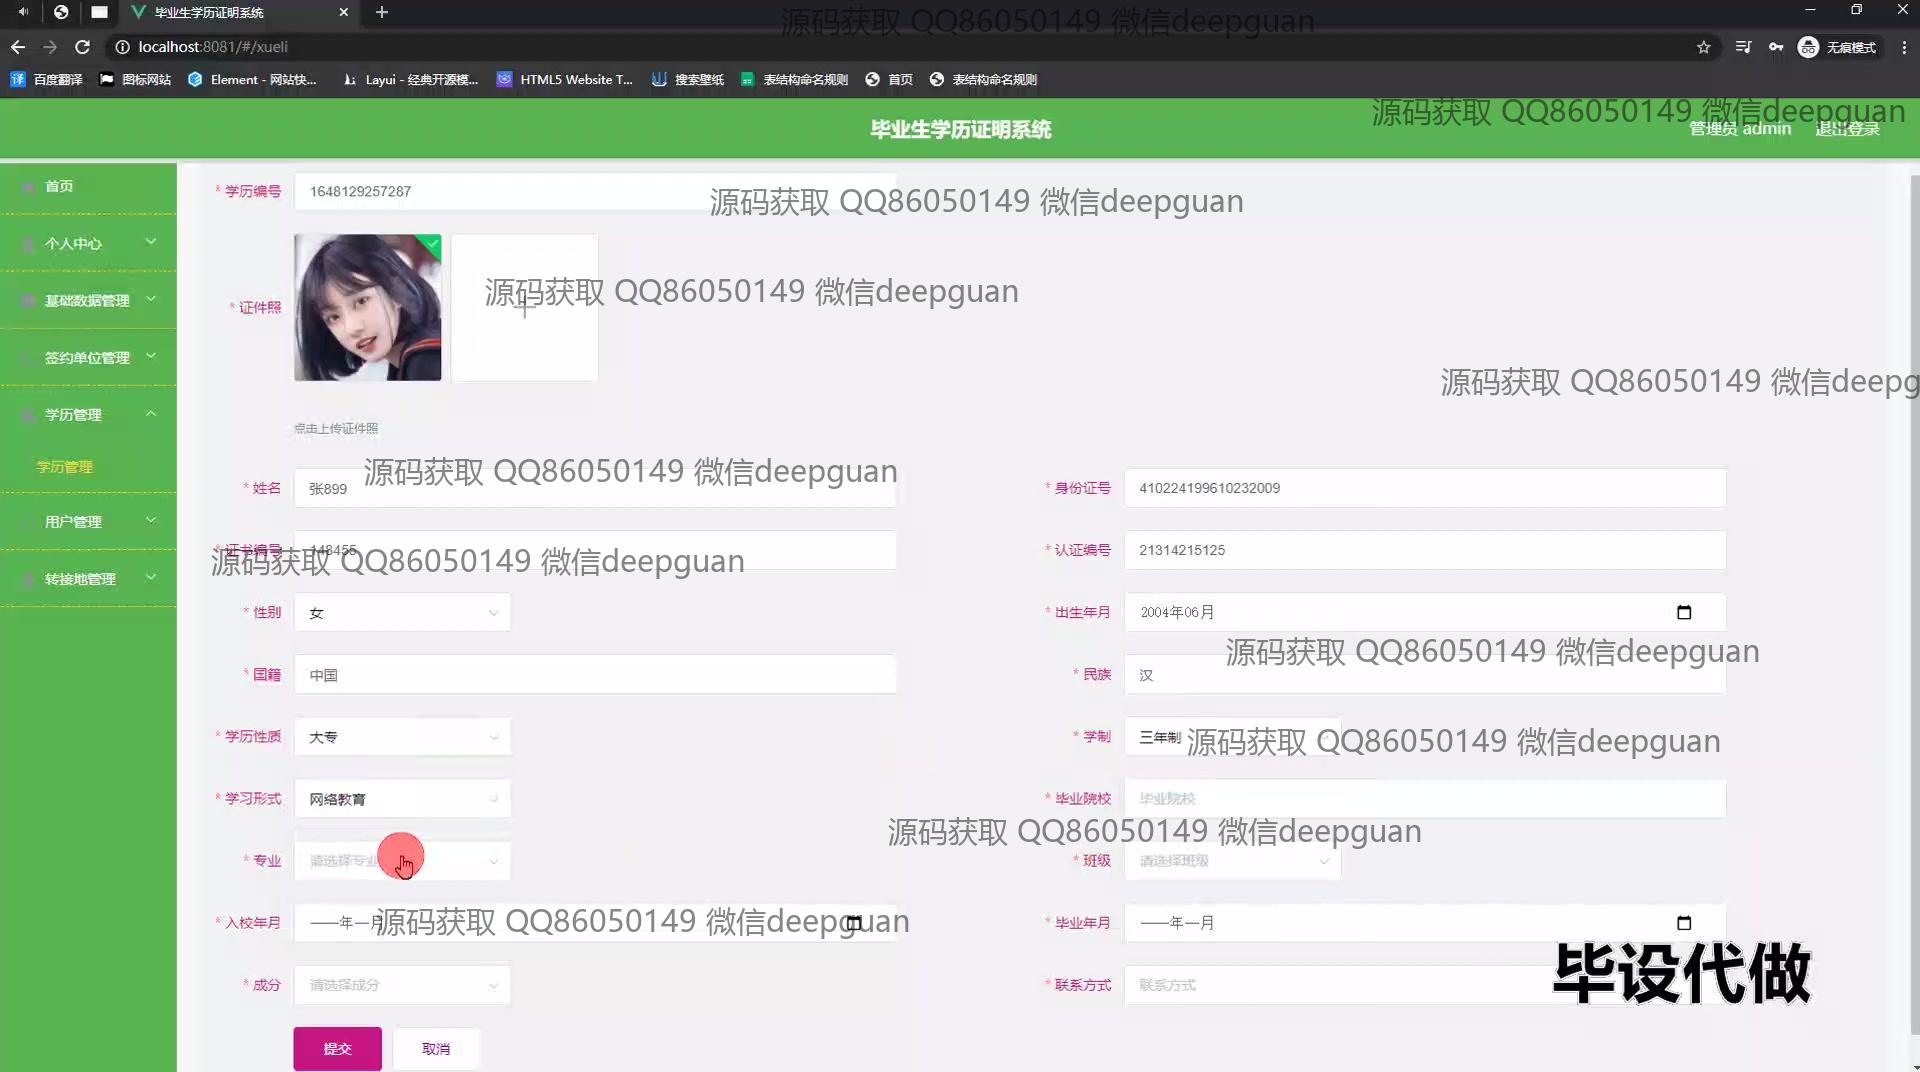 毕业生学历证明系统
源码获取 QQ86050149 微信deepguan
localhost:8081/#/xueli
无痕模式
百度翻译 图标网站 Element - 网站快... Layui - 经典开源模... HTML5 Website T... 搜索壁纸 表结构命名规则 首页 表结构命名规则
源码获取 QQ86050149 微信deepguan
毕业生学历证明系统
管理员 admin 退出登录
首页
个人中心
基础数据管理
签约单位管理
学历管理
学历管理
用户管理
转接地管理
* 学历编号 1648129257287
源码获取 QQ86050149 微信deepguan
源码获取 QQ86050149 微信deepguan
* 证件照
源码获取 QQ86050149 微信deepg
点击上传证件照
源码获取 QQ86050149 微信deepguan
* 姓名 张899 * 身份证号 410224199610232009
* 证书编号 148455 * 认证编号 21314215125
源码获取 QQ86050149 微信deepguan
* 性别 女 * 出生年月 2004年06月
源码获取 QQ86050149 微信deepguan
* 国籍 中国 * 民族 汉
* 学历性质 大专 * 学制 三年制
源码获取 QQ86050149 微信deepguan
* 学习形式 网络教育 * 毕业院校 毕业院校
源码获取 QQ86050149 微信deepguan
* 专业 请选择专业 * 班级 请选择班级
* 入校年月 ----年--月 * 毕业年月 ----年--月
源码获取 QQ86050149 微信deepguan
* 成分 请选择成分 * 联系方式 联系方式
毕设代做
提交 取消